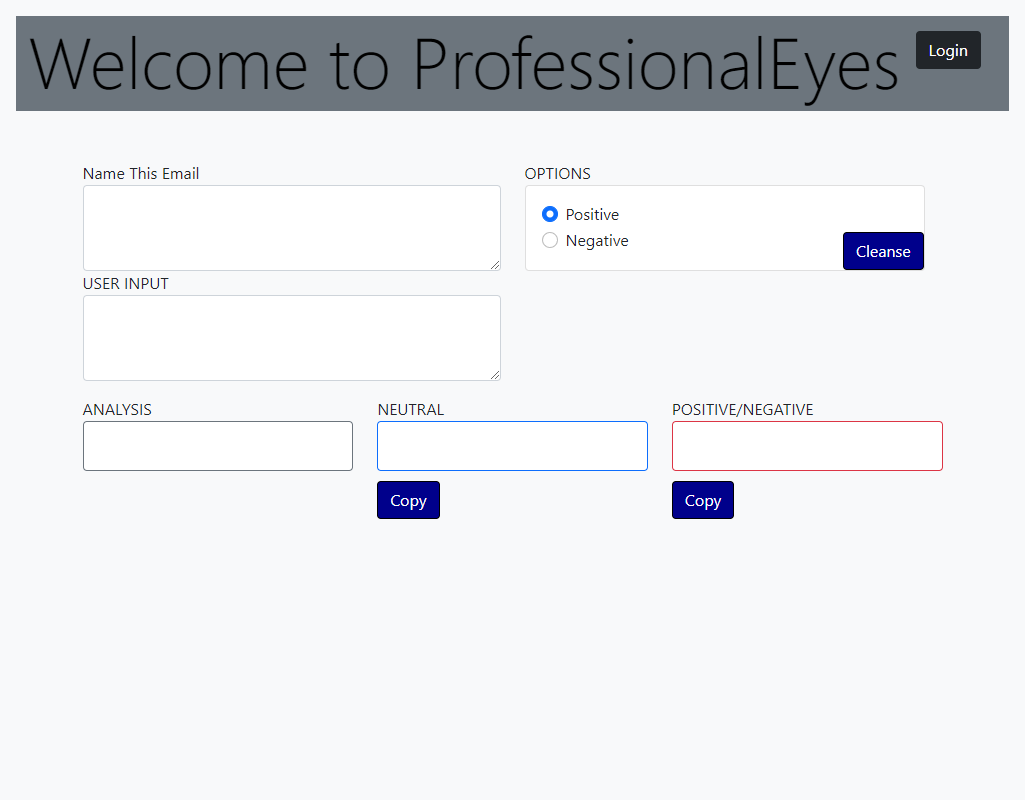 Welcome to ProfessionalEyes
Login
Name This Email
OPTIONS
Positive
Negative
Cleanse
USER INPUT
ANALYSIS
NEUTRAL
POSITIVE/NEGATIVE
Copy
Copy